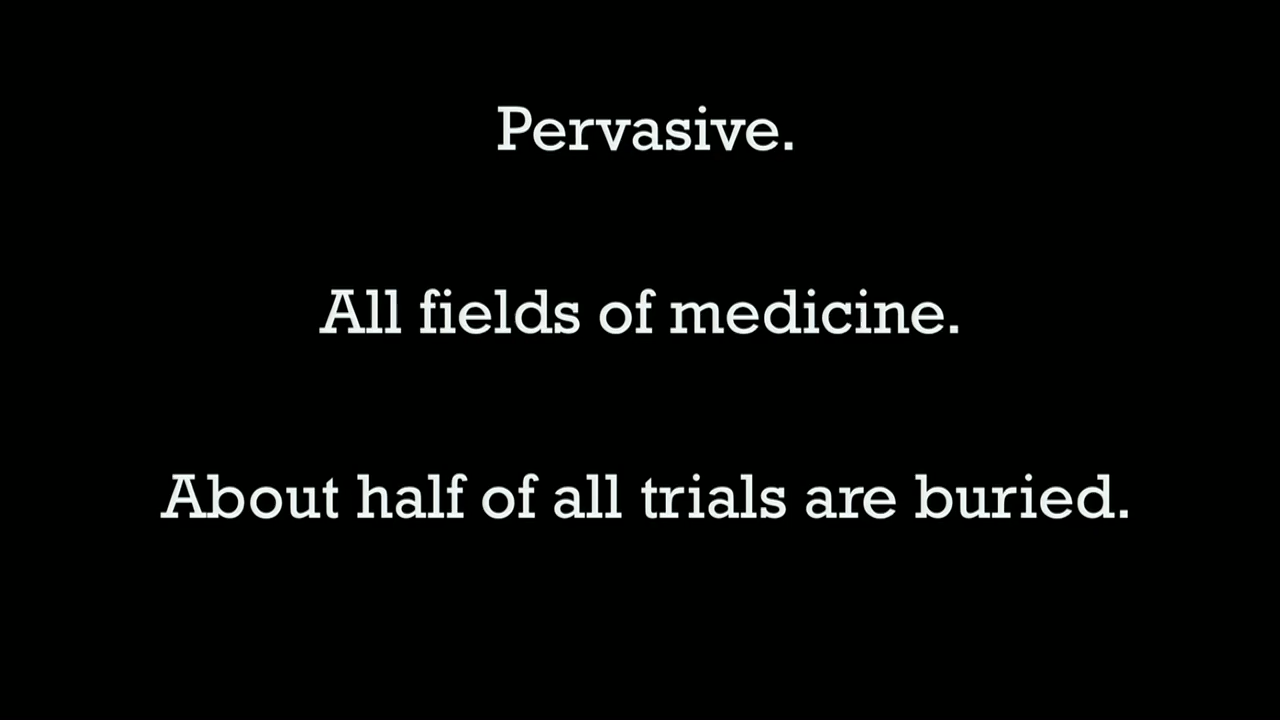 Pervasive.
All fields of medicine.
About half of all trials are buried.